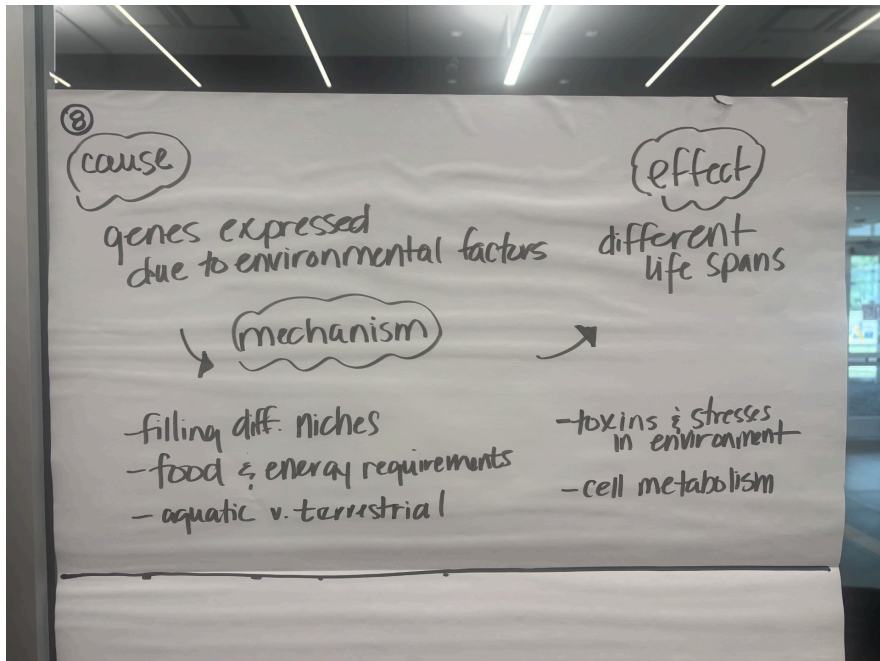 8
cause
effect
genes expressed
due to environmental factors
different
life spans
mechanism
-filling diff. niches
-food & energy requirements
- aquatic v. terrestrial
-toxins & stresses
in environment
-cell metabolism